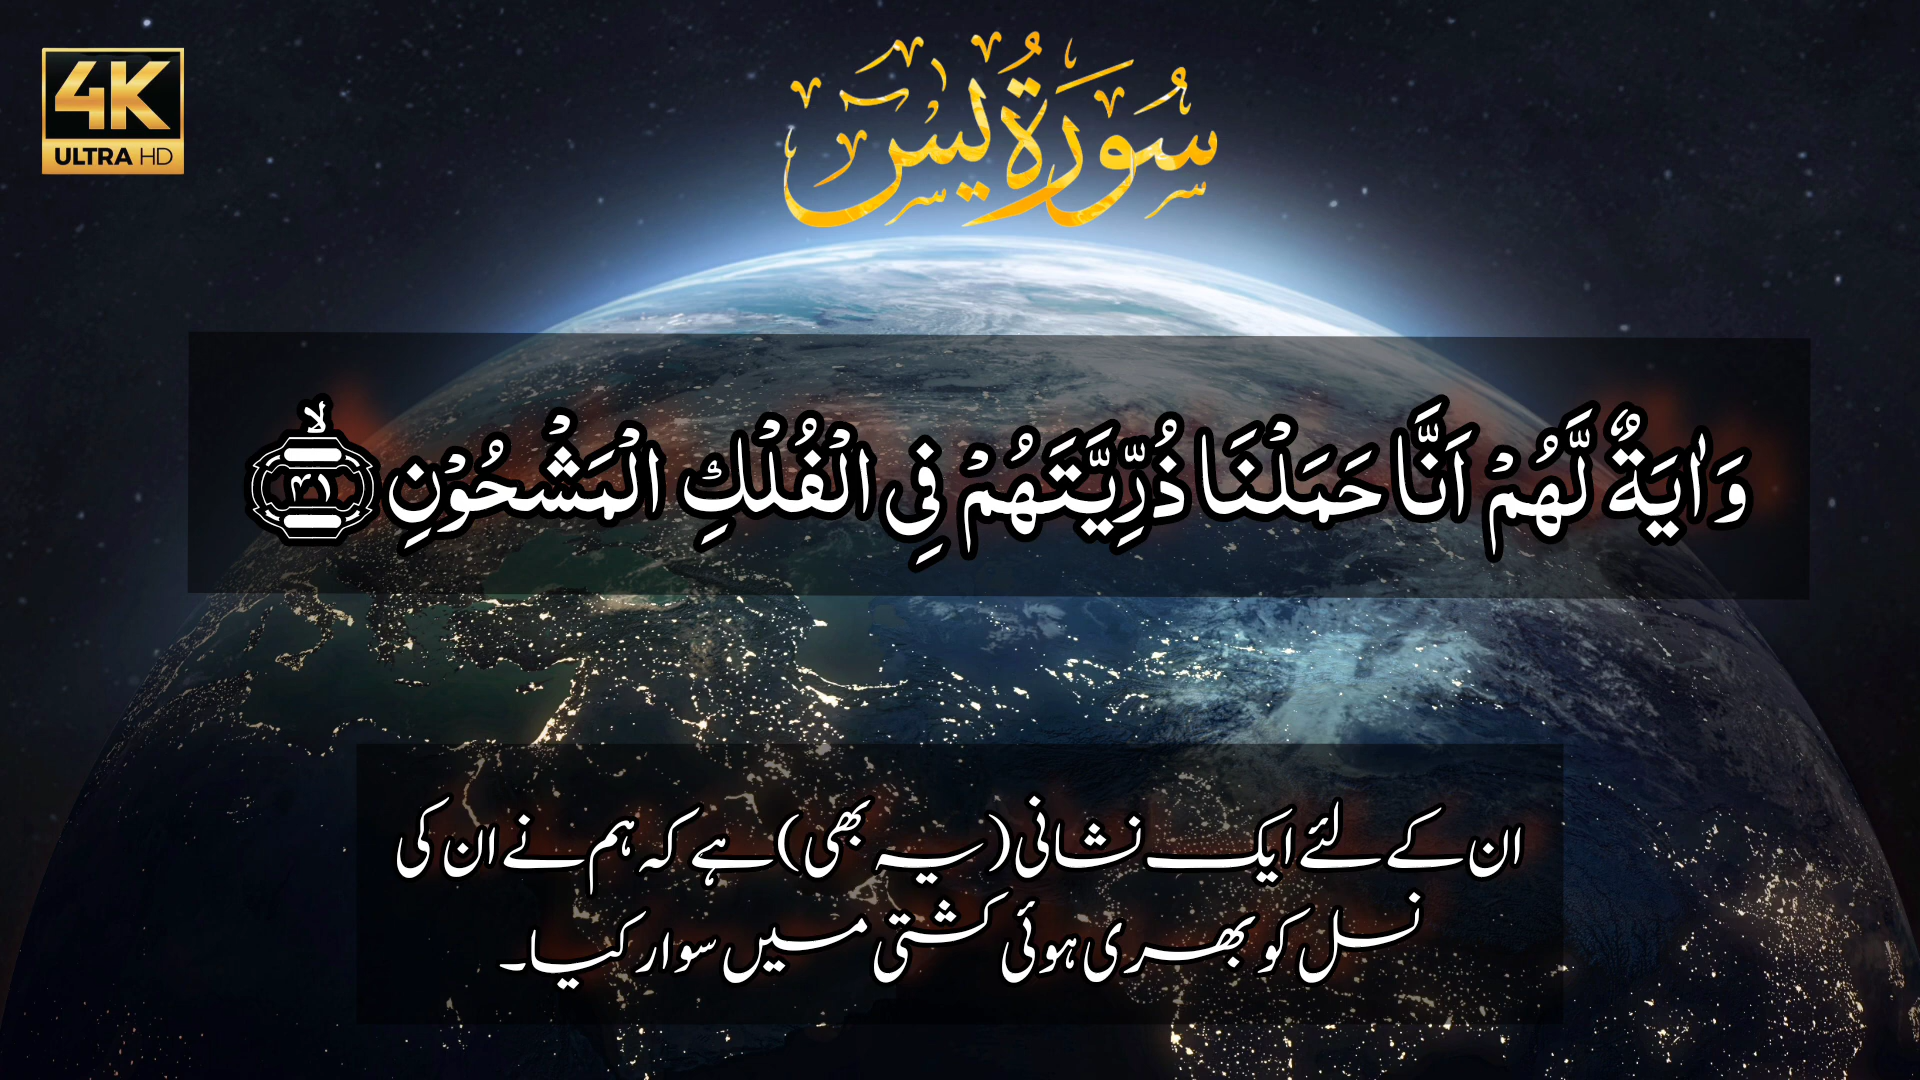 4K
ULTRA HD
سُورَةُ يٰسٓ
وَاٰيَةٌ لَّهُمْ اَنَّا حَمَلْنَا ذُرِّيَّتَهُمْ فِى الْفُلْكِ الْمَشْحُوْنِ ۙ‏﴿۴۱﴾
ان کے لئے ایک نشانی (یہ بھی) ہے کہ ہم نے ان کی
نسل کو بھری ہوئی کشتی میں سوار کیا۔